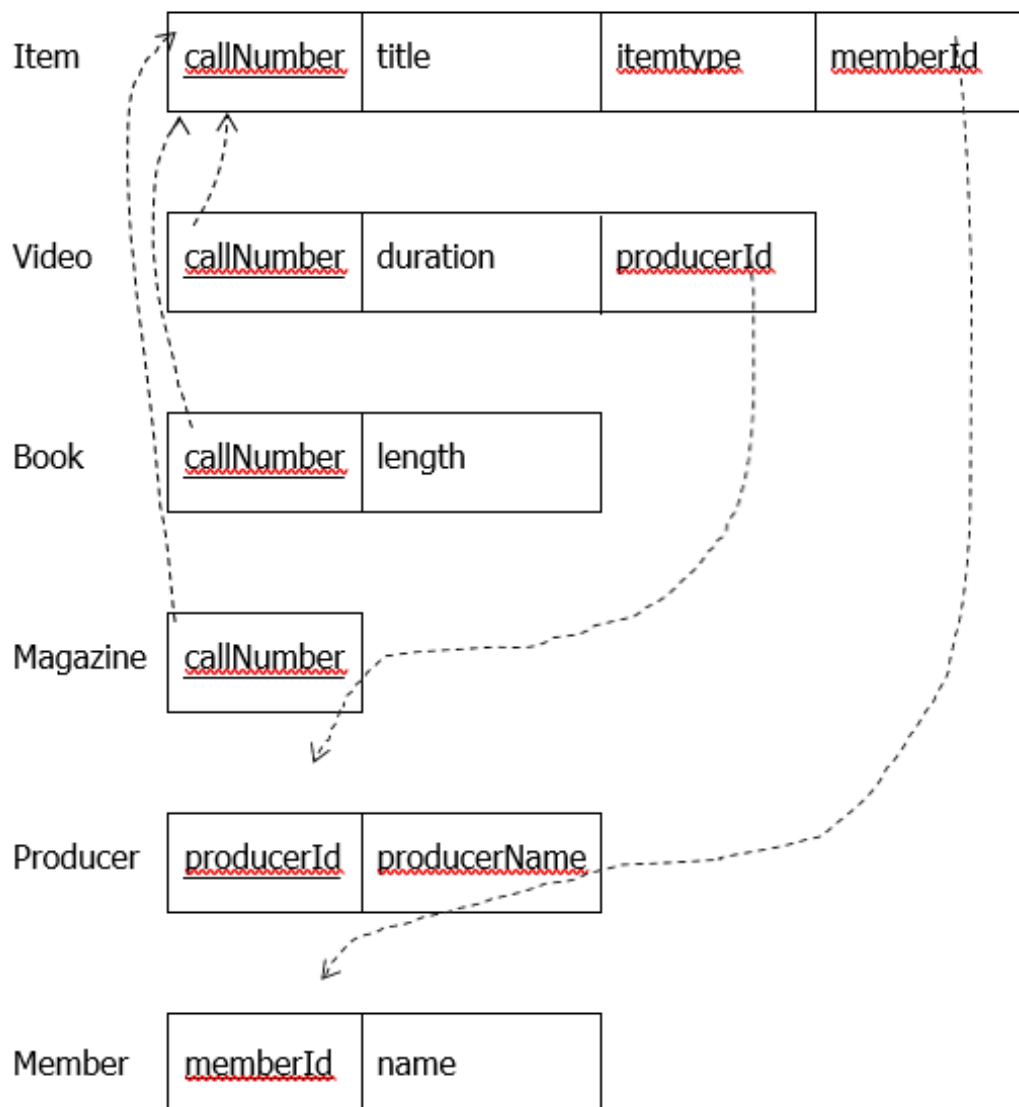 Item callNumber title itemtype memberId
Video callNumber duration producerId
Book callNumber length
Magazine callNumber
Producer producerId producerName
Member memberId name